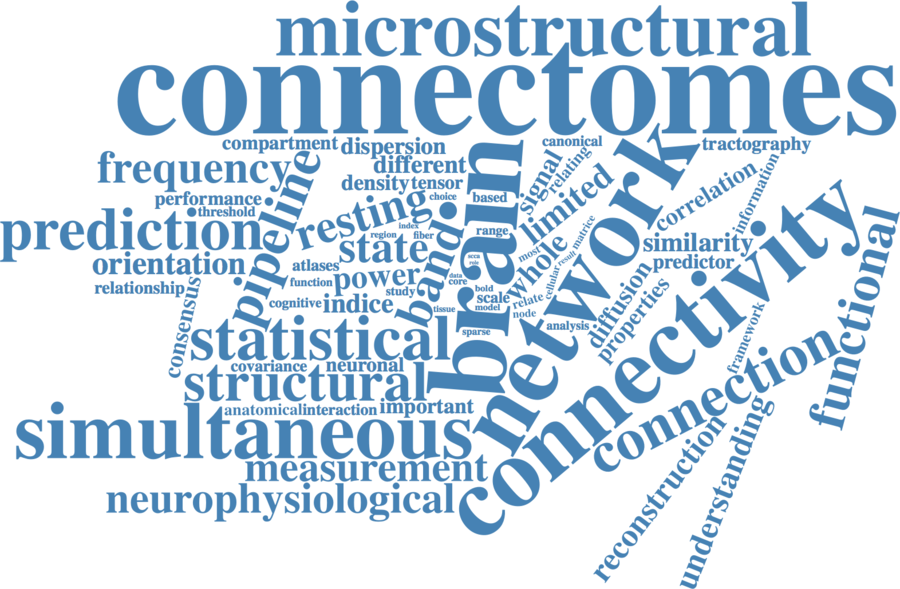 microstructural
connectomes
compartment
dispersion
canonical
tractography
frequency
different
signal
relating
performance
density
tensor
choice
based
limited
correlation
information
threshold
pipeline
resting
index
fiber
range
brain
network
matrice
prediction
region
state
band
most
whole
similarity
connectivity
orientation
atlases
scca
role
result
cellular
predictor
functional
relationship
function
power
study
data
core
bold
scale
relate
diffusion
properties
consensus
cognitive
indice
tissue
model
node
statistical
sparse
analysis
framework
covariance
neuronal
structural
connection
anatomical
interaction
important
simultaneous
measurement
reconstruction
understanding
neurophysiological